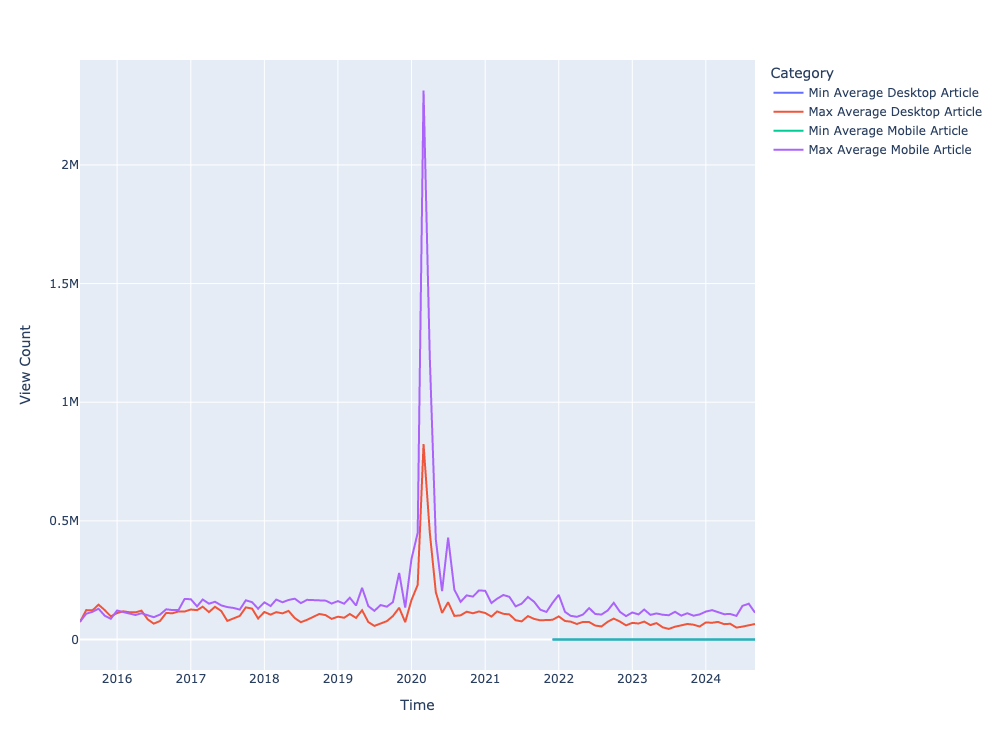 Category
Min Average Desktop Article
Max Average Desktop Article
Min Average Mobile Article
Max Average Mobile Article
2M
1.5M
1M
0.5M
0
View Count
2016 2017 2018 2019 2020 2021 2022 2023 2024
Time